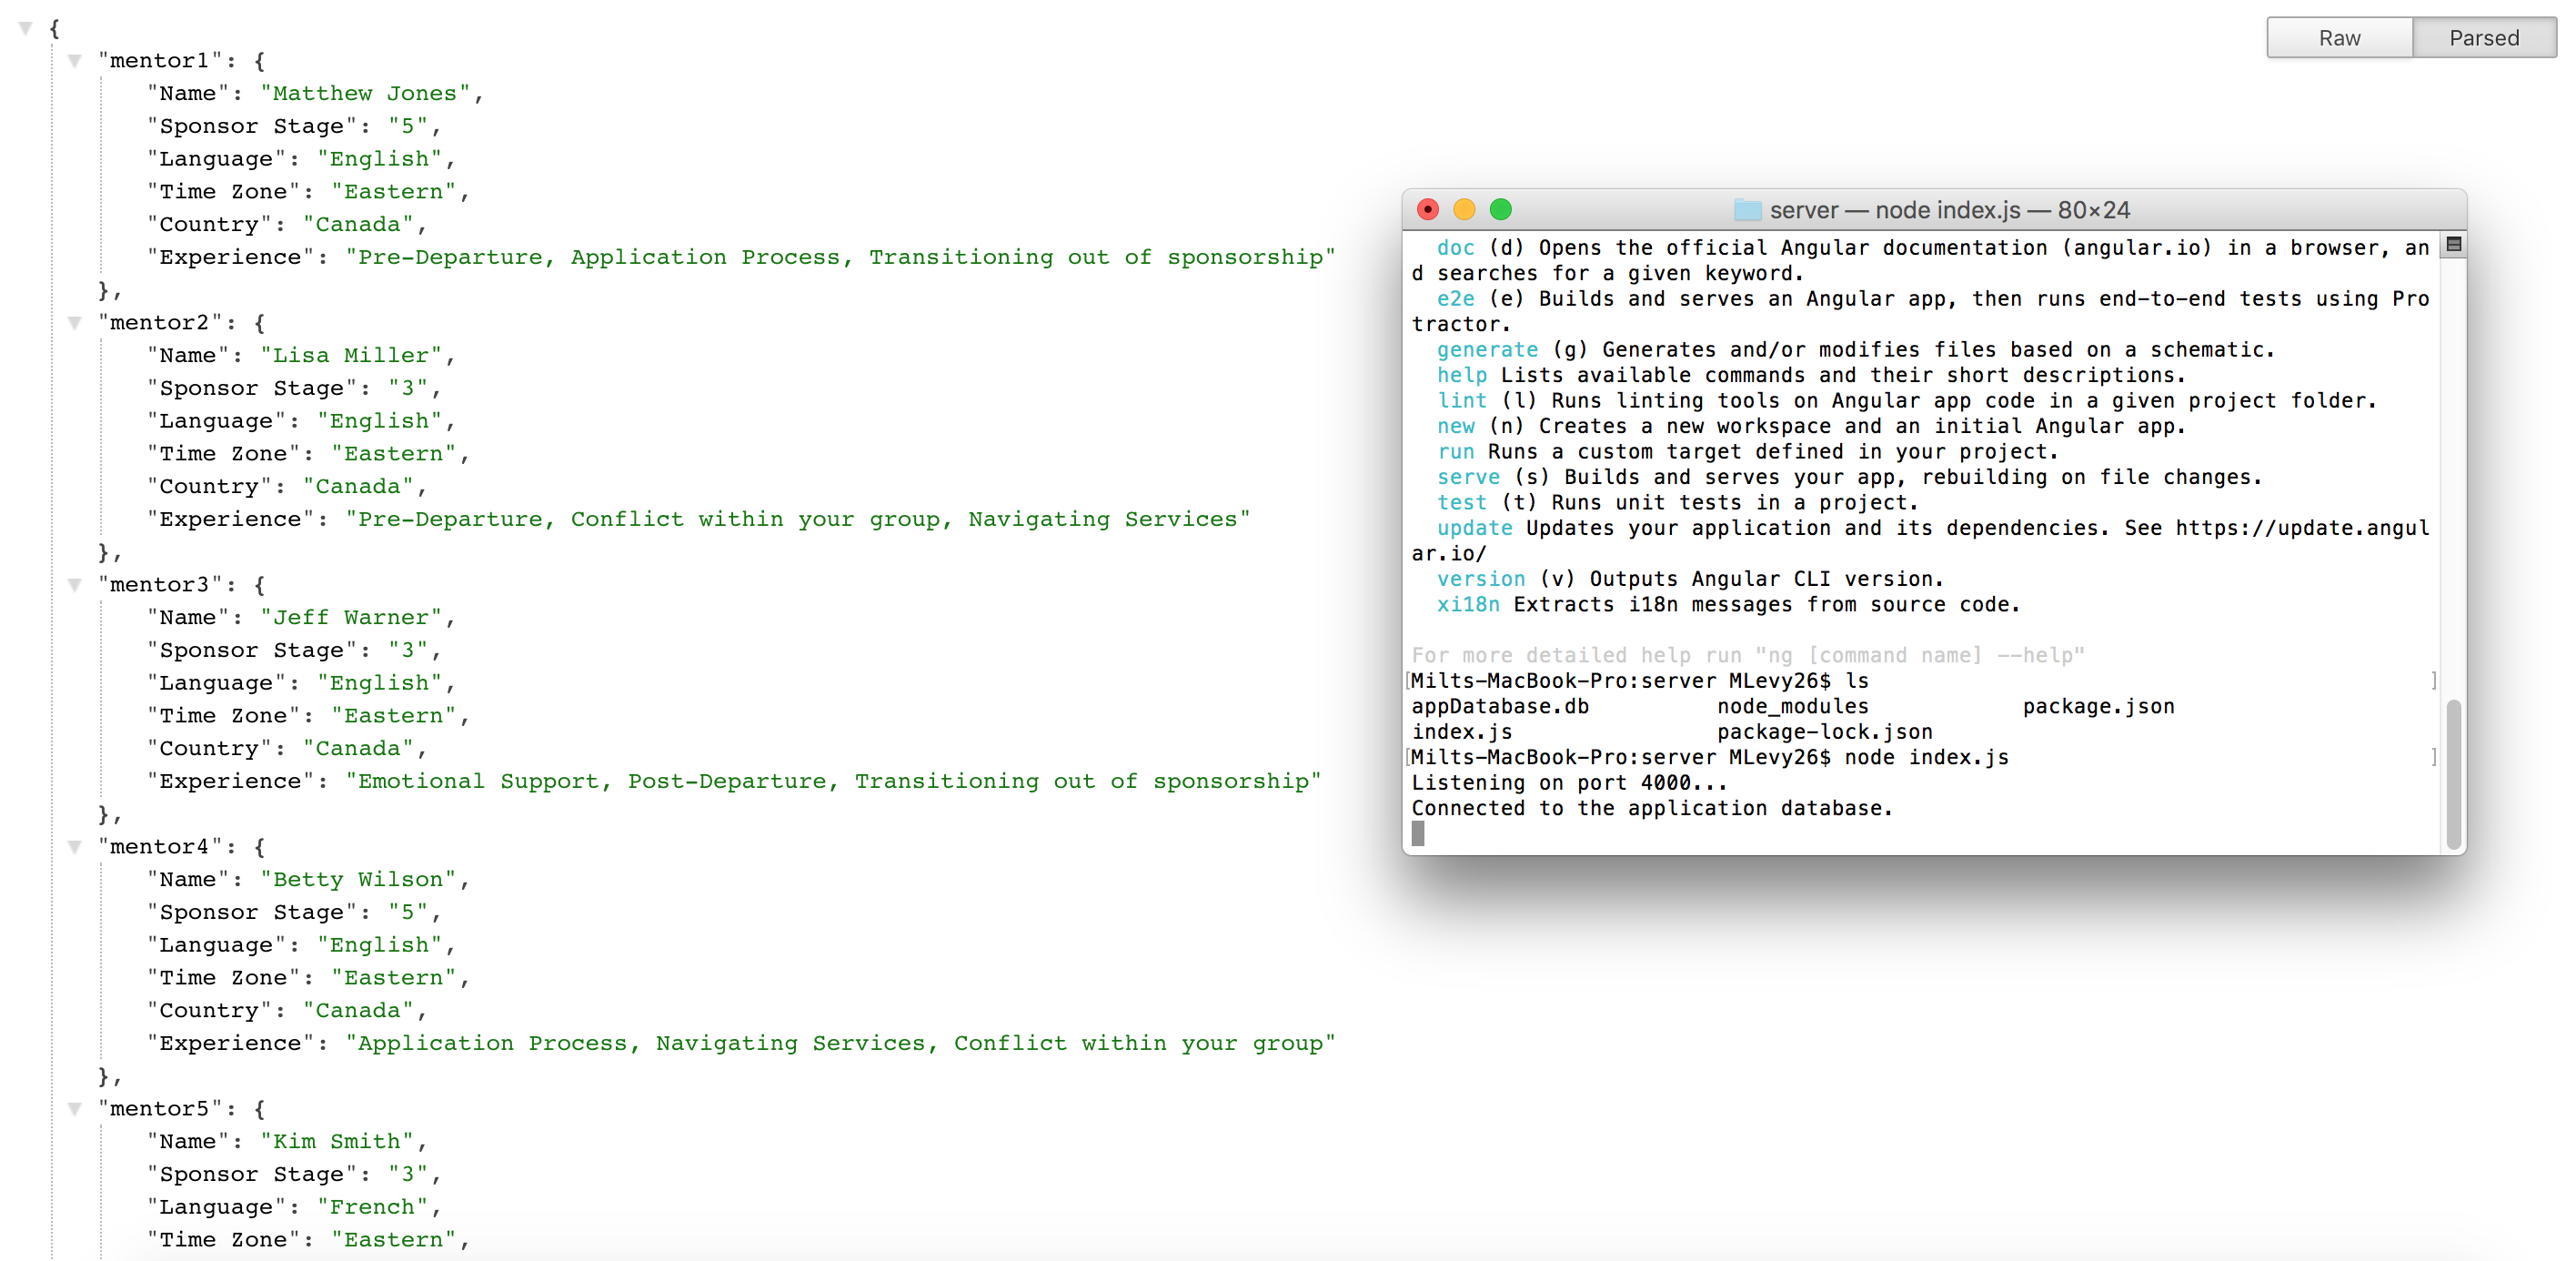 {
"mentor1": {
"Name": "Matthew Jones",
"Sponsor Stage": "5",
"Language": "English",
"Time Zone": "Eastern",
"Country": "Canada",
"Experience": "Pre-Departure, Application Process, Transitioning out of sponsorship"
},
"mentor2": {
"Name": "Lisa Miller",
"Sponsor Stage": "3",
"Language": "English",
"Time Zone": "Eastern",
"Country": "Canada",
"Experience": "Pre-Departure, Conflict within your group, Navigating Services"
},
"mentor3": {
"Name": "Jeff Warner",
"Sponsor Stage": "3",
"Language": "English",
"Time Zone": "Eastern",
"Country": "Canada",
"Experience": "Emotional Support, Post-Departure, Transitioning out of sponsorship"
},
"mentor4": {
"Name": "Betty Wilson",
"Sponsor Stage": "5",
"Language": "English",
"Time Zone": "Eastern",
"Country": "Canada",
"Experience": "Application Process, Navigating Services, Conflict within your group"
},
"mentor5": {
"Name": "Kim Smith",
"Sponsor Stage": "3",
"Language": "French",
"Time Zone": "Eastern",
Raw Parsed
server — node index.js — 80×24
doc (d) Opens the official Angular documentation (angular.io) in a browser, an
d searches for a given keyword.
e2e (e) Builds and serves an Angular app, then runs end-to-end tests using Pro
tractor.
generate (g) Generates and/or modifies files based on a schematic.
help Lists available commands and their short descriptions.
lint (l) Runs linting tools on Angular app code in a given project folder.
new (n) Creates a new workspace and an initial Angular app.
run Runs a custom target defined in your project.
serve (s) Builds and serves your app, rebuilding on file changes.
test (t) Runs unit tests in a project.
update Updates your application and its dependencies. See https://update.angul
ar.io/
version (v) Outputs Angular CLI version.
xi18n Extracts i18n messages from source code.
For more detailed help run "ng [command name] --help"
[Milts-MacBook-Pro:server MLevy26$ ls ]
appDatabase.db node_modules package.json
index.js package-lock.json
[Milts-MacBook-Pro:server MLevy26$ node index.js ]
Listening on port 4000...
Connected to the application database.